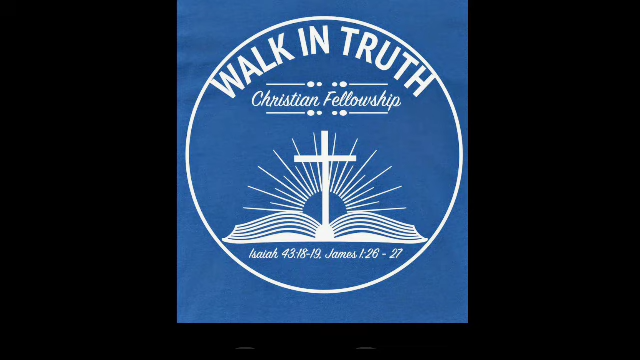 WALK IN TRUTH
Christian Fellowship
Isaiah 43:18-19, James 1:26 - 27